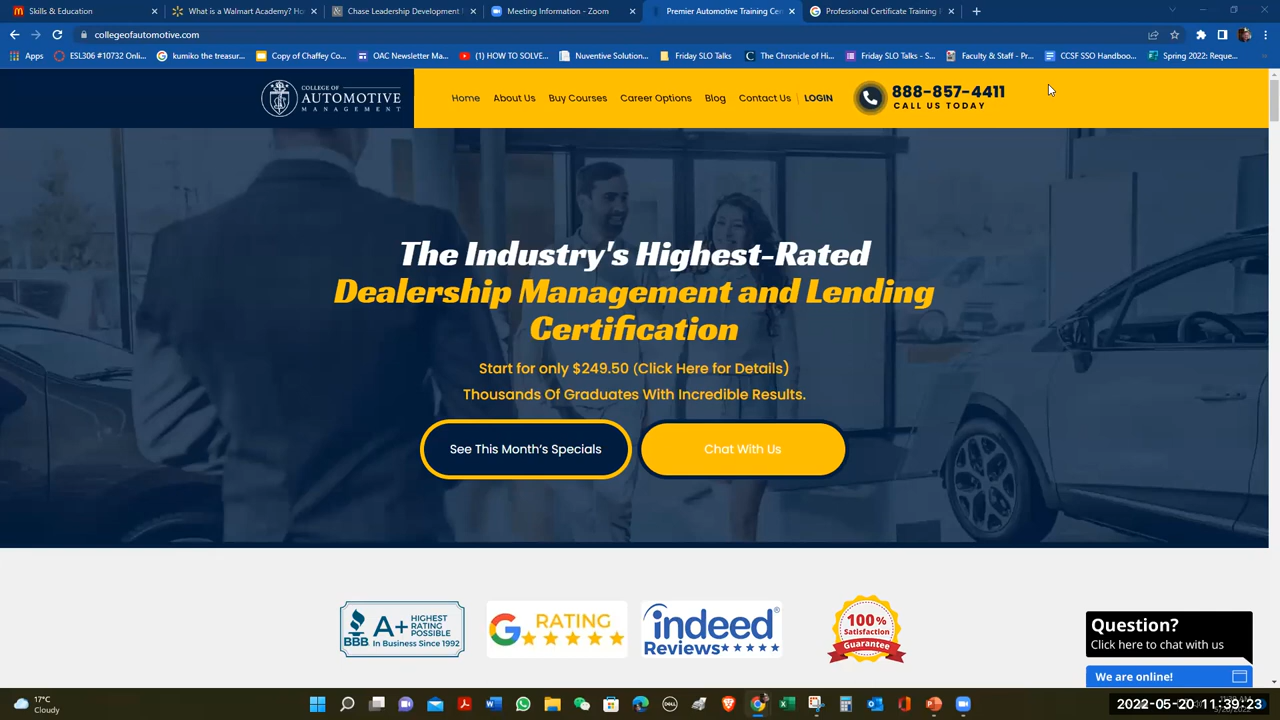 Skills & Education
What is a Walmart Academy? Ho
Chase Leadership Development
Meeting Information - Zoom
Premier Automotive Training Cen
Professional Certificate Training
collegeofautomotive.com
Apps
ESL306 #10732 Onli...
kumiko the treasur...
Copy of Chaffey Co...
OAC Newsletter Ma...
(1) HOW TO SOLVE...
Nuventive Solution...
Friday SLO Talks
The Chronicle of Hi...
Friday SLO Talks - S...
Faculty & Staff - Pr...
CCSF SSO Handboo...
Spring 2022: Reque...
COLLEGE OF
AUTOMOTIVE
MANAGEMENT
Home
About Us
Buy Courses
Career Options
Blog
Contact Us
LOGIN
888-857-4411
CALL US TODAY
The Industry's Highest-Rated
Dealership Management and Lending
Certification
Start for only $249.50 (Click Here for Details)
Thousands Of Graduates With Incredible Results.
See This Month's Specials
Chat With Us
BBB
A+
HIGHEST
RATING
POSSIBLE
In Business Since 1992
G
RATING
indeed
Reviews
100%
Satisfaction
Guarantee
Question?
Click here to chat with us
We are online!
17°C
Cloudy
2022-05-20 11:39:23